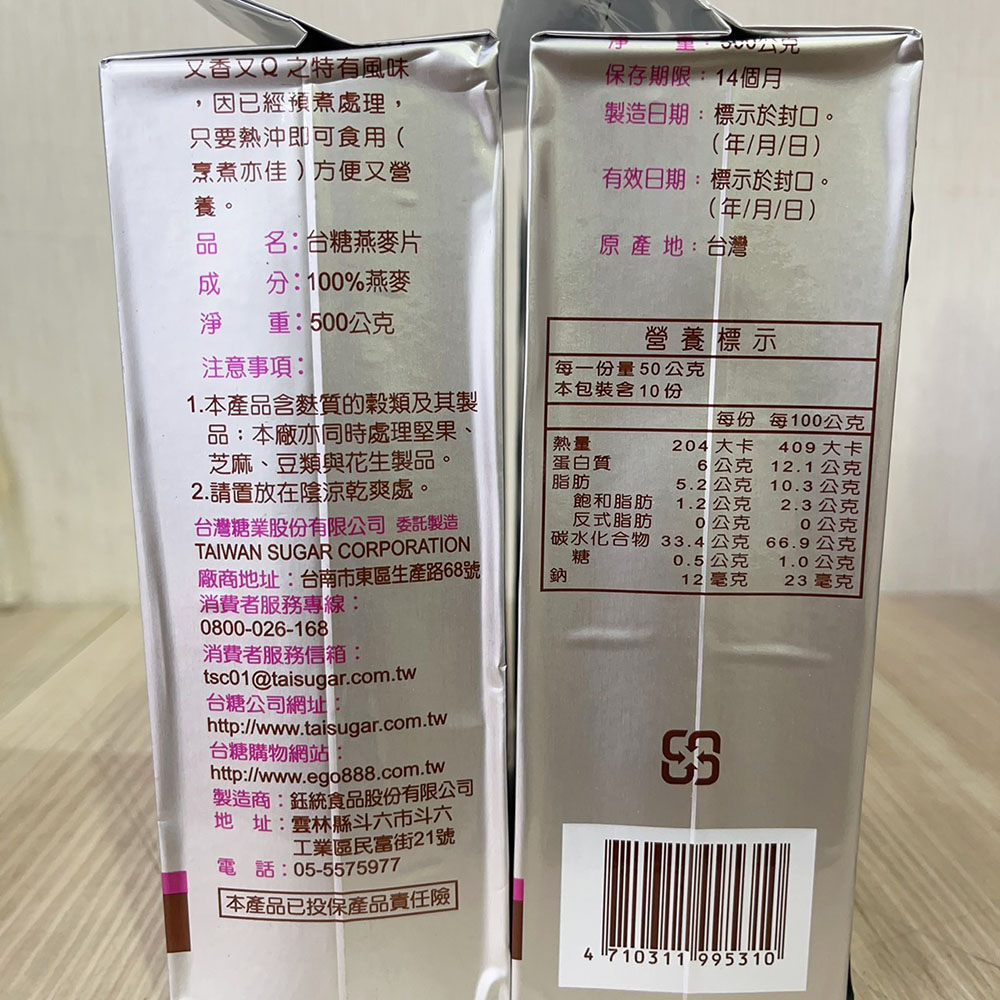 又香又Q之特有風味
，因已經預煮處理，
只要熱沖即可食用（
烹煮亦佳）方便又營
養。
品 名：台糖燕麥片
成 分：100%燕麥
淨 重：500公克
注意事項：
1.本產品含麩質的穀類及其製
品；本廠亦同時處理堅果、
芝麻、豆類與花生製品。
2.請置放在陰涼乾爽處。
台灣糖業股份有限公司 委託製造
TAIWAN SUGAR CORPORATION
廠商地址：台南市東區生產路68號
消費者服務專線：
0800-026-168
消費者服務信箱：
tsc01@taisugar.com.tw
台糖公司網址：
http://www.taisugar.com.tw
台糖購物網站：
http://www.ego888.com.tw
製造商：鈺統食品股份有限公司
地 址：雲林縣斗六市斗六
工業區民富街21號
電 話：05-5575977
本產品已投保產品責任險
淨 重：500公克
保存期限：14個月
製造日期：標示於封口。
（年/月/日）
有效日期：標示於封口。
（年/月/日）
原產地：台灣
營養標示
每一份量50公克
本包裝含10份
每份 每100公克
熱量 204大卡 409大卡
蛋白質 6公克 12.1公克
脂肪 5.2公克 10.3公克
飽和脂肪 1.2公克 2.3公克
反式脂肪 0公克 0公克
碳水化合物 33.4公克 66.9公克
糖 0.5公克 1.0公克
鈉 12毫克 23毫克
4 710311 995310